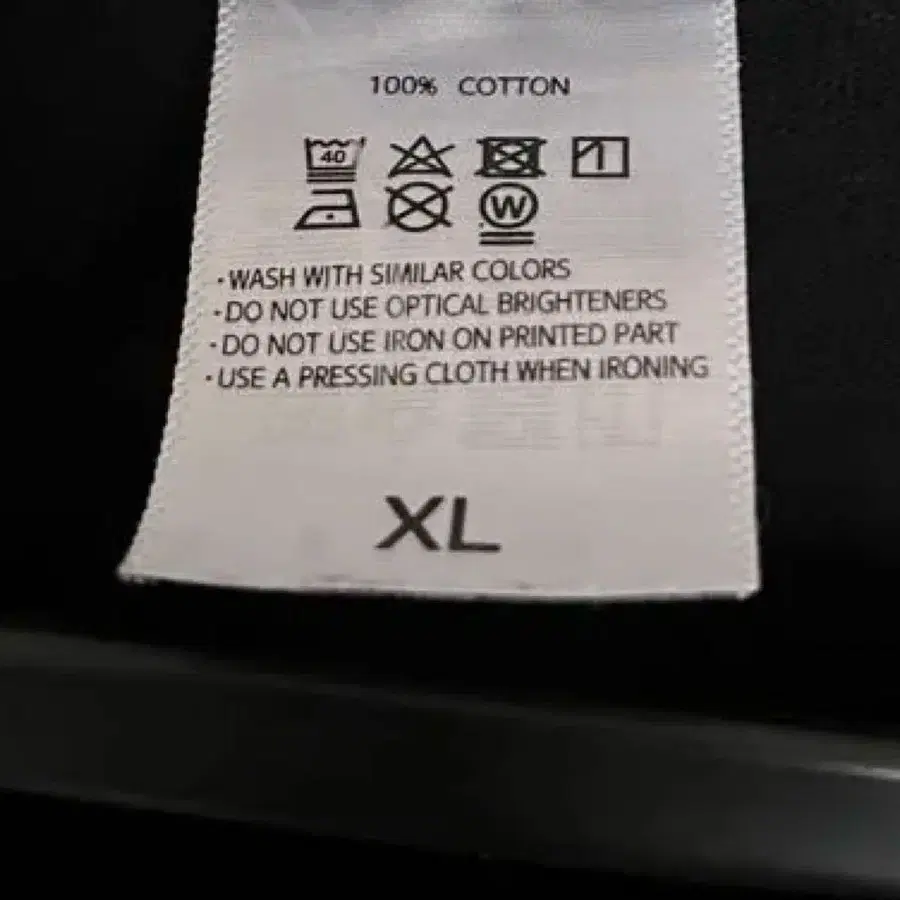 100% COTTON
40
W
· WASH WITH SIMILAR COLORS
· DO NOT USE OPTICAL BRIGHTENERS
· DO NOT USE IRON ON PRINTED PART
· USE A PRESSING CLOTH WHEN IRONING
XL